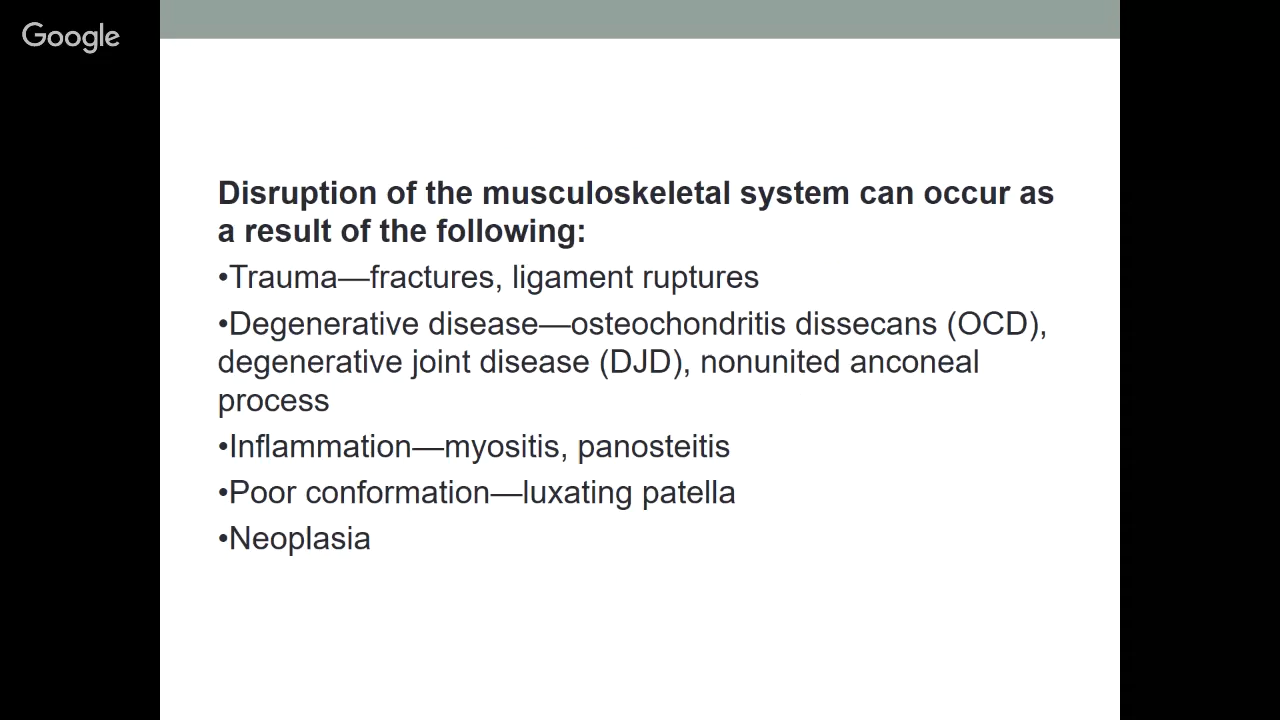 Google
Disruption of the musculoskeletal system can occur as
a result of the following:
•Trauma—fractures, ligament ruptures
•Degenerative disease—osteochondritis dissecans (OCD),
degenerative joint disease (DJD), nonunited anconeal
process
•Inflammation—myositis, panosteitis
•Poor conformation—luxating patella
•Neoplasia